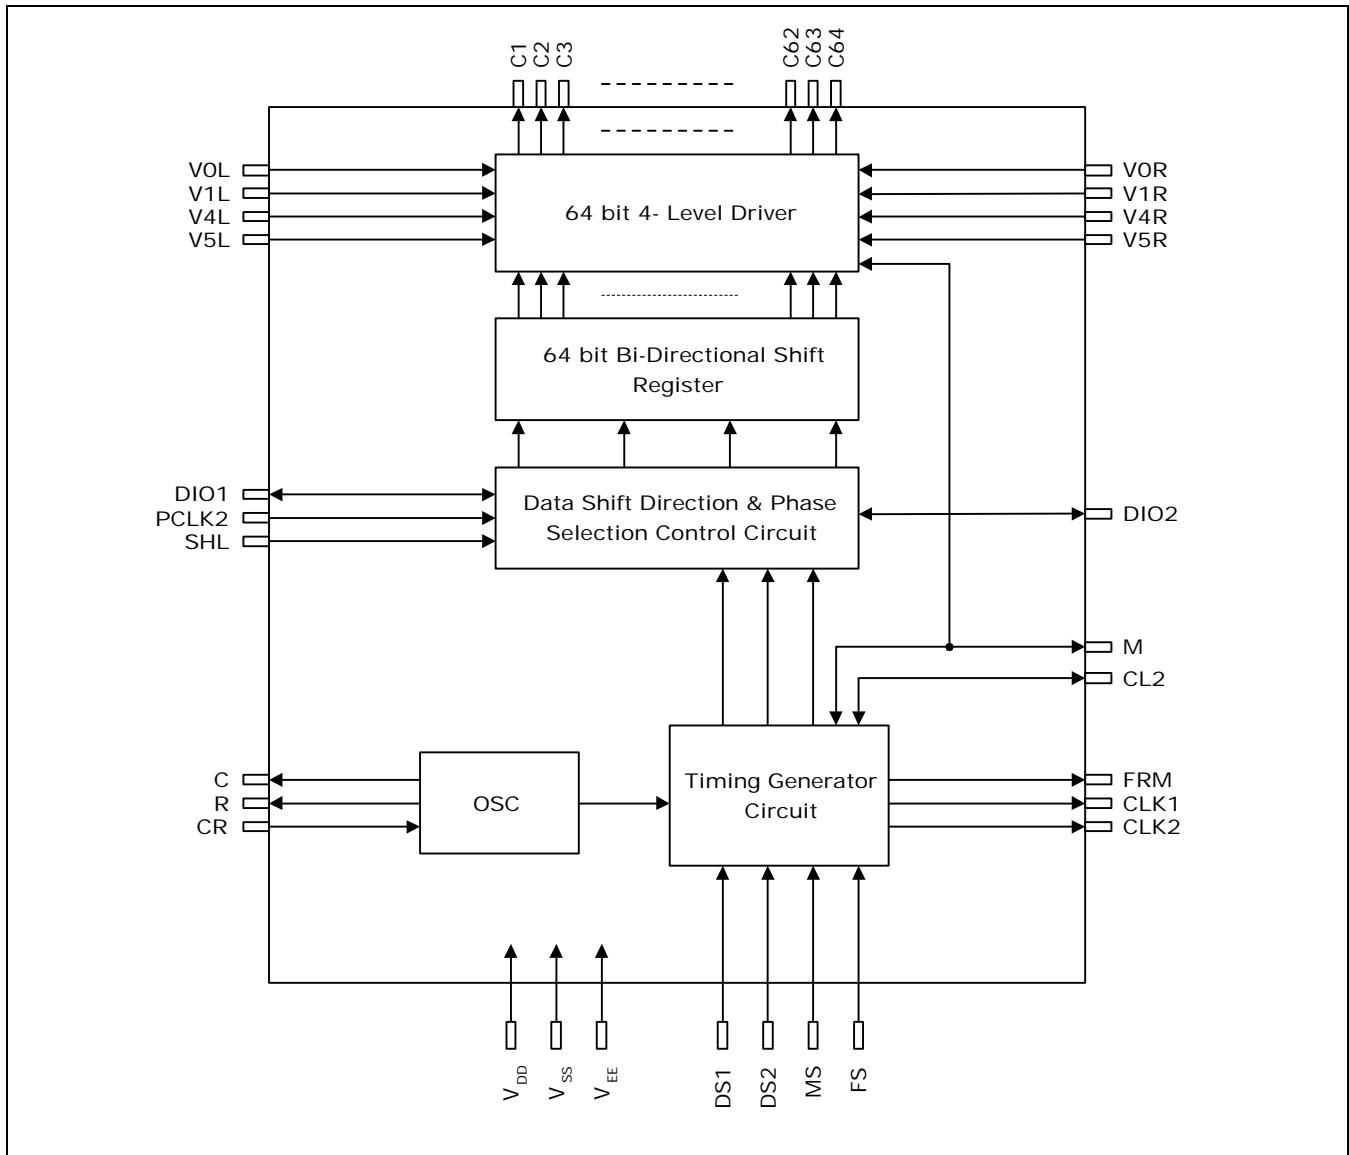 C1
C2
C3
C62
C63
C64
V0L
V1L
V4L
V5L
64 bit 4- Level Driver
V0R
V1R
V4R
V5R
64 bit Bi-Directional Shift
Register
DIO1
PCLK2
SHL
Data Shift Direction & Phase
Selection Control Circuit
DIO2
M
CL2
C
R
CR
OSC
Timing Generator
Circuit
FRM
CLK1
CLK2
VDD
VSS
VEE
DS1
DS2
MS
FS